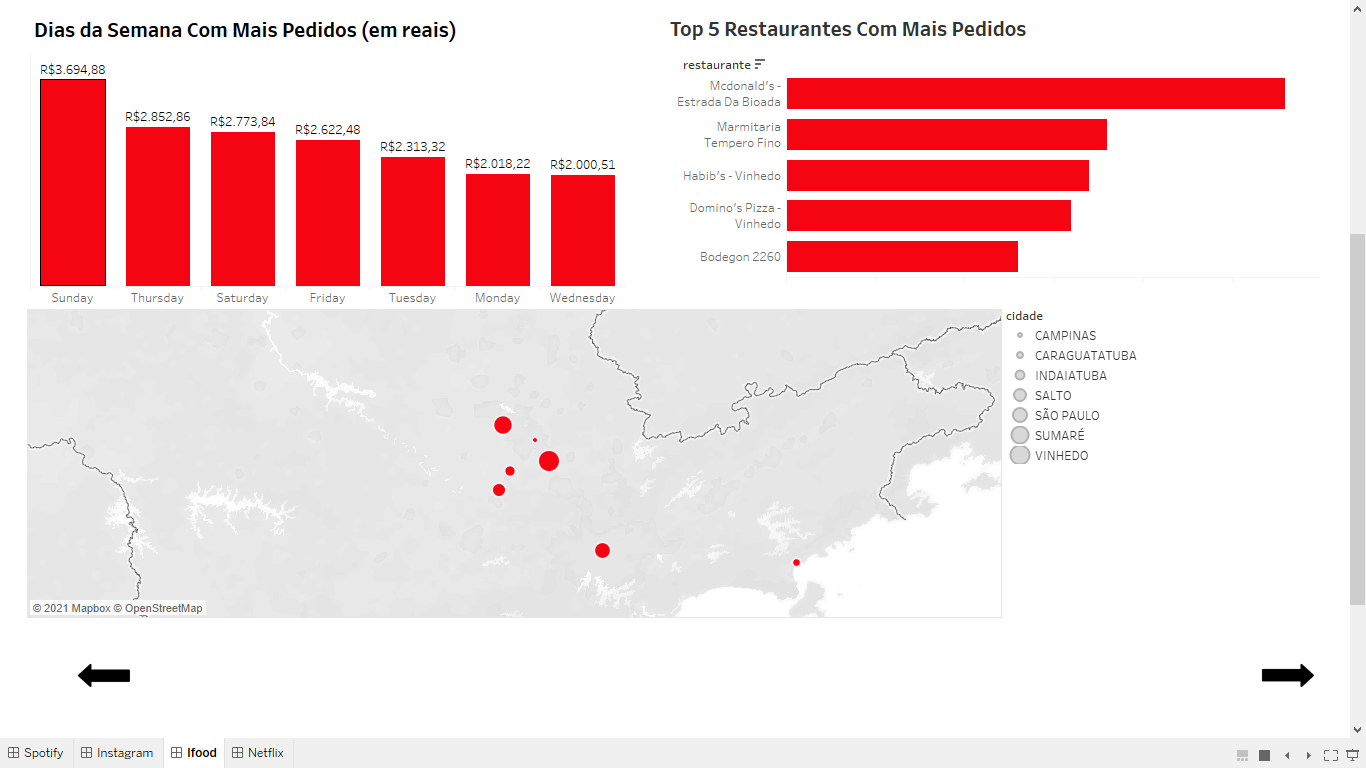 Dias da Semana Com Mais Pedidos (em reais)
R$3.694,88
R$2.852,86
R$2.773,84
R$2.622,48
R$2.313,32
R$2.018,22
R$2.000,51
Sunday
Thursday
Saturday
Friday
Tuesday
Monday
Wednesday
Top 5 Restaurantes Com Mais Pedidos
restaurante
Mcdonald’s -
Estrada Da Bioada
Marmitaria
Tempero Fino
Habib’s - Vinhedo
Domino’s Pizza -
Vinhedo
Bodegon 2260
cidade
CAMPINAS
CARAGUATATUBA
INDAIATUBA
SALTO
SÃO PAULO
SUMARÉ
VINHEDO
© 2021 Mapbox © OpenStreetMap
Spotify
Instagram
Ifood
Netflix